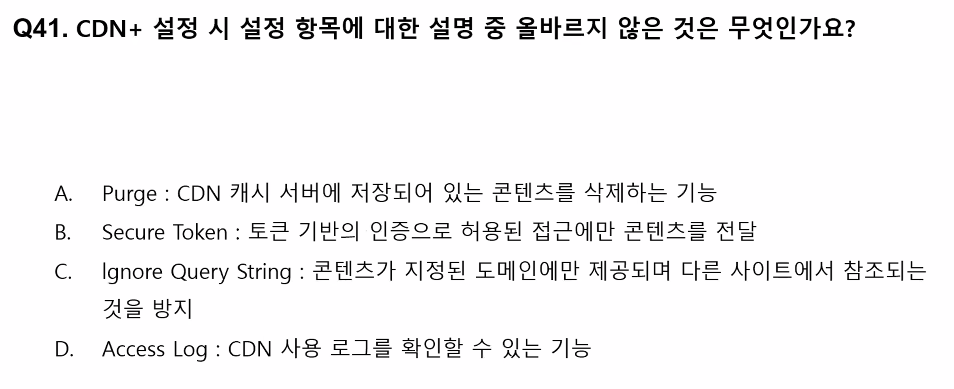 Q41. CDN+ 설정 시 설정 항목에 대한 설명 중 올바르지 않은 것은 무엇인가요?
A. Purge : CDN 캐시 서버에 저장되어 있는 콘텐츠를 삭제하는 기능
B. Secure Token : 토큰 기반의 인증으로 허용된 접근에만 콘텐츠를 전달
C. Ignore Query String : 콘텐츠가 지정된 도메인에만 제공되며 다른 사이트에서 참조되는
것을 방지
D. Access Log : CDN 사용 로그를 확인할 수 있는 기능